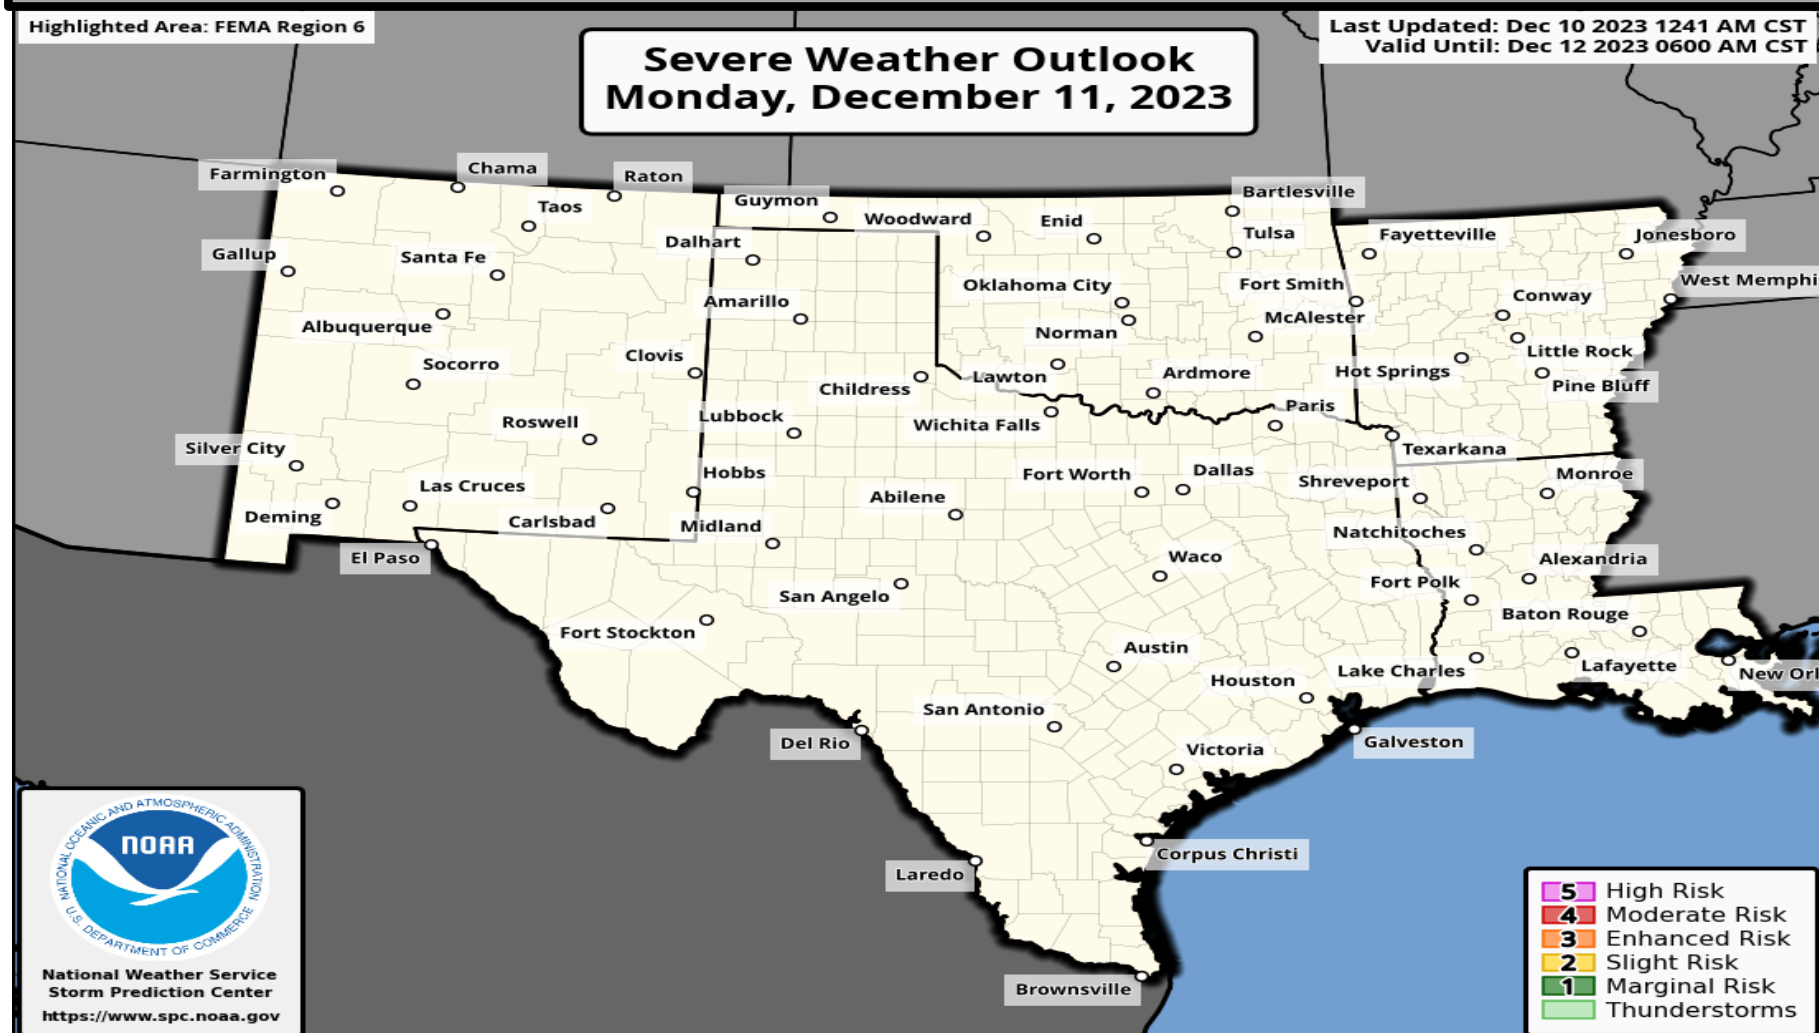 Highlighted Area: FEMA Region 6
Severe Weather Outlook
Monday, December 11, 2023
Last Updated: Dec 10 2023 1241 AM CST
Valid Until: Dec 12 2023 0600 AM CST
Farmington
Chama
Raton
Taos
Guymon
Woodward
Enid
Bartlesville
Gallup
Santa Fe
Dalhart
Tulsa
Fayetteville
Jonesboro
Albuquerque
Amarillo
Oklahoma City
Fort Smith
Conway
West Memphi
Norman
McAlester
Socorro
Clovis
Childress
Lawton
Ardmore
Hot Springs
Little Rock
Pine Bluff
Roswell
Lubbock
Wichita Falls
Paris
Texarkana
Silver City
Las Cruces
Hobbs
Abilene
Fort Worth
Dallas
Shreveport
Monroe
Deming
Carlsbad
Midland
Natchitoches
El Paso
San Angelo
Waco
Fort Polk
Alexandria
Fort Stockton
Austin
Baton Rouge
Houston
Lake Charles
Lafayette
New Orl
San Antonio
Del Rio
Victoria
Galveston
Laredo
Corpus Christi
Brownsville
NATIONAL OCEANIC AND ATMOSPHERIC ADMINISTRATION
NOAA
U.S. DEPARTMENT OF COMMERCE
National Weather Service
Storm Prediction Center
https://www.spc.noaa.gov
5 High Risk
4 Moderate Risk
3 Enhanced Risk
2 Slight Risk
1 Marginal Risk
Thunderstorms